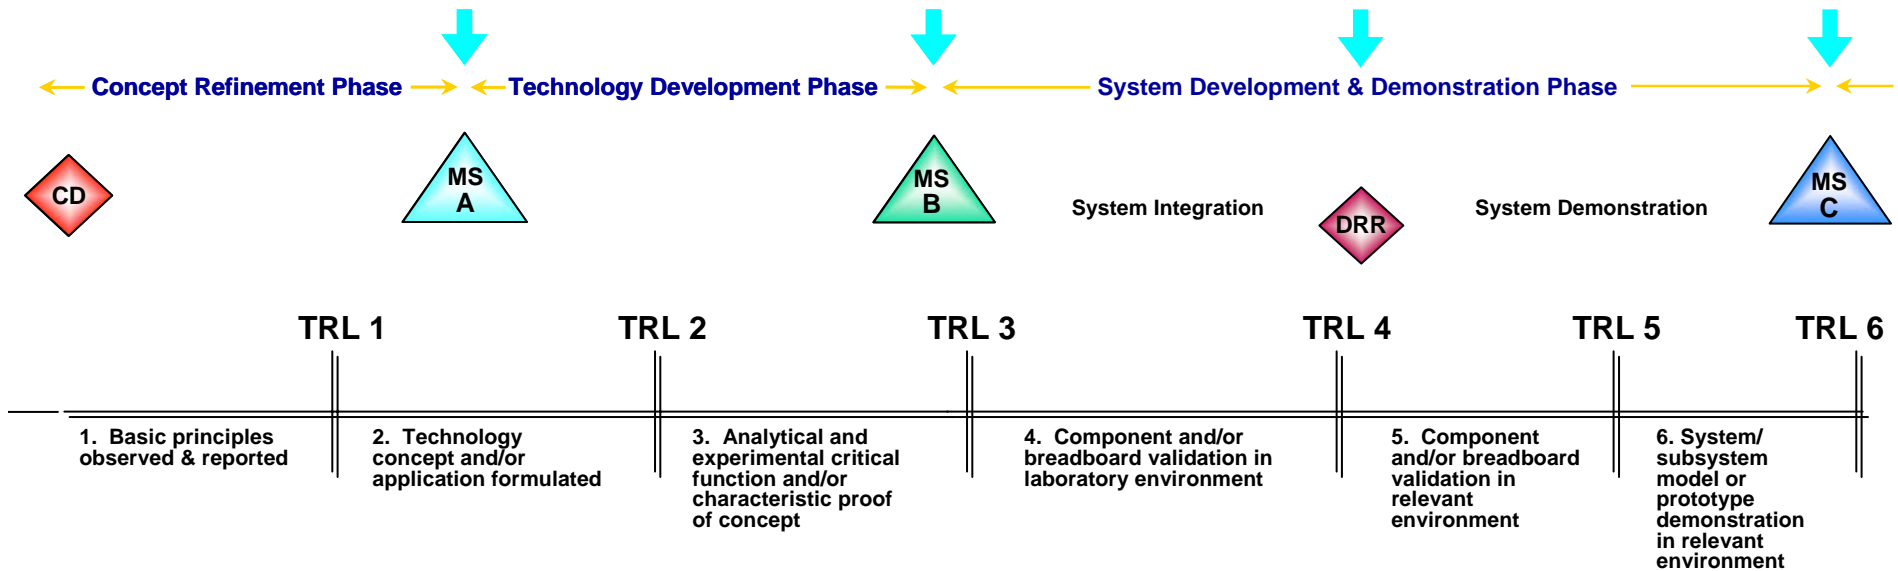 Concept Refinement Phase
Technology Development Phase
System Development & Demonstration Phase
CD
MS
A
MS
B
System Integration
DRR
System Demonstration
MS
C
TRL 1
TRL 2
TRL 3
TRL 4
TRL 5
TRL 6
1. Basic principles
observed & reported
2. Technology
concept and/or
application formulated
3. Analytical and
experimental critical
function and/or
characteristic proof
of concept
4. Component and/or
breadboard validation in
laboratory environment
5. Component
and/or breadboard
validation in
relevant
environment
6. System/
subsystem
model or
prototype
demonstration
in relevant
environment